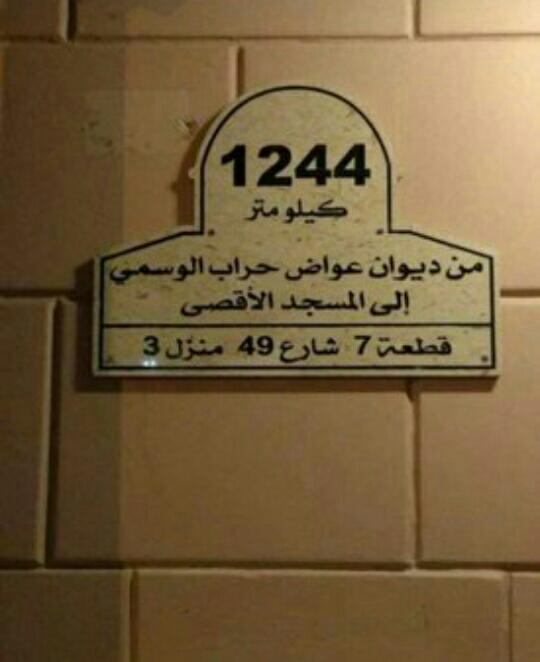 1244
كيلو متر
من ديوان عواض حراب الوسمي
إلى المسجد الأقصى
قطعة 7 شارع 49 منزل 3